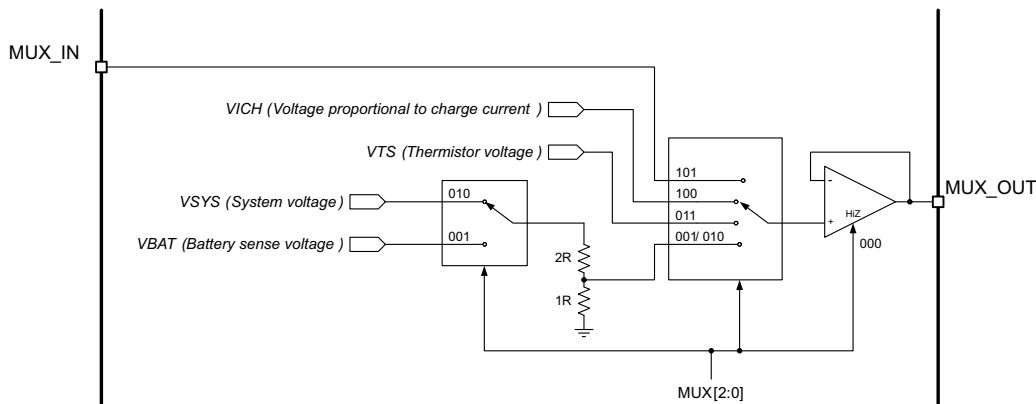 MUX_IN
VICH (Voltage proportional to charge current )
VTS (Thermistor voltage )
101
100
VSYS (System voltage)
010
011
VBAT (Battery sense voltage )
001
001/ 010
2R
1R
-
+
HiZ
000
MUX_OUT
MUX[2:0]